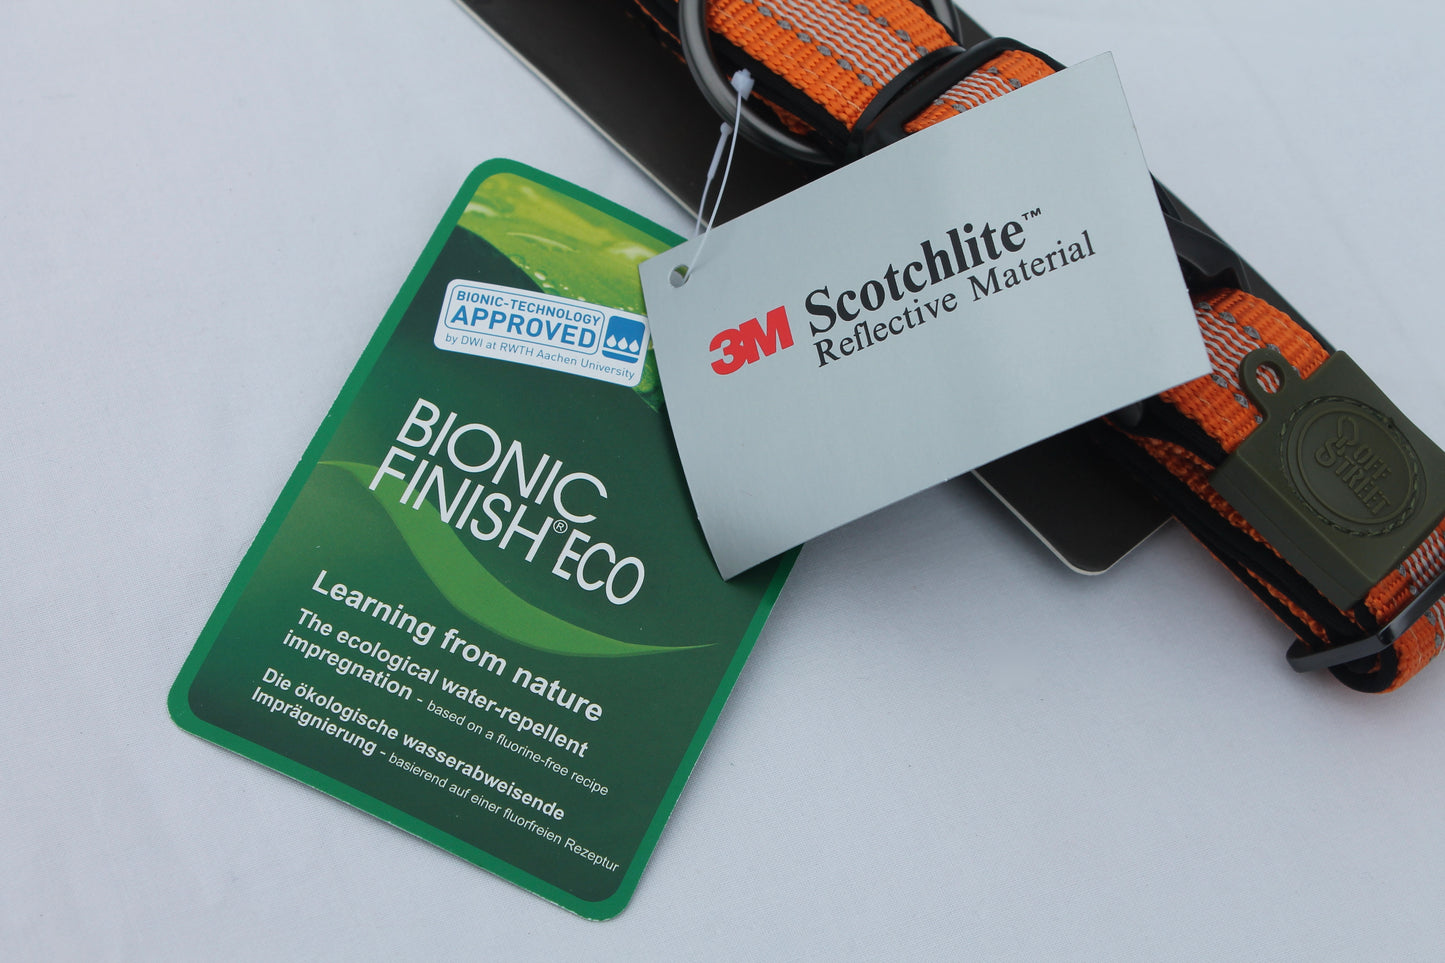 BIONIC-TECHNOLOGY
APPROVED
by DWI at RWTH Aachen University
BIONIC
FINISH® ECO
Learning from nature
The ecological water-repellent
impregnation - based on a fluorine-free recipe
Die ökologische wasserabweisende
Imprägnierung - basierend auf einer fluorfreien Rezeptur
3M Scotchlite™
Reflective Material
OFF
STREET